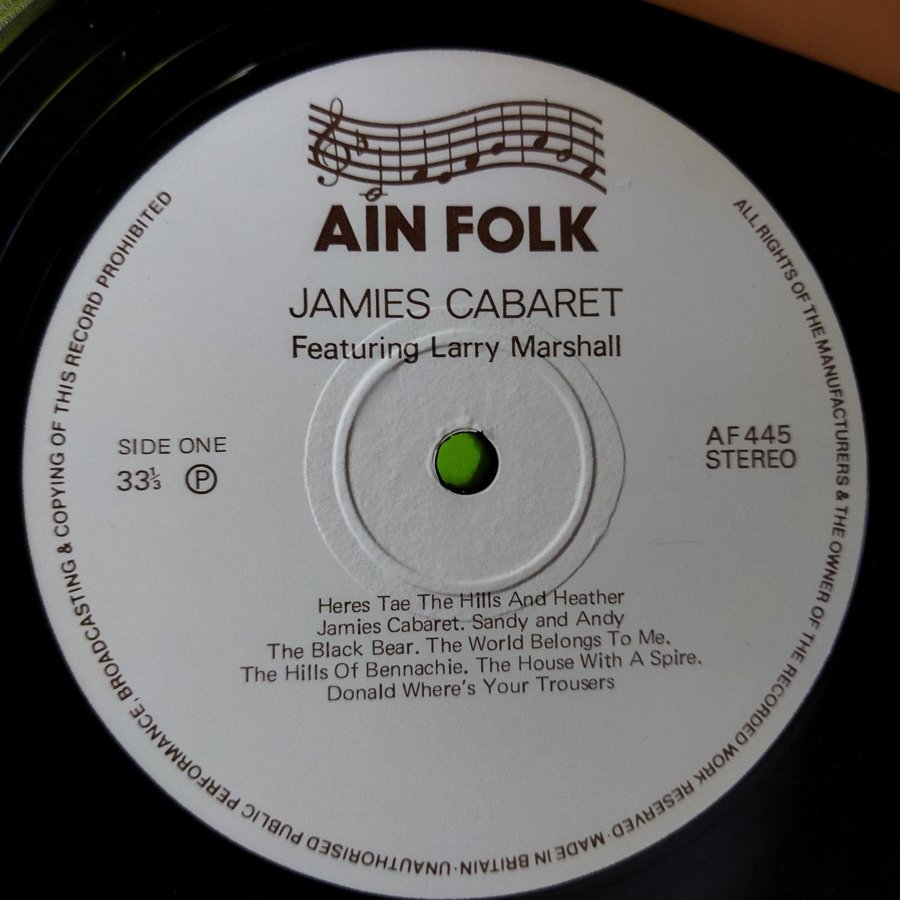 AIN FOLK
JAMIES CABARET
Featuring Larry Marshall
SIDE ONE
33⅓ Ⓟ
AF 445
STEREO
Heres Tae The Hills And Heather
Jamies Cabaret. Sandy and Andy
The Black Bear. The World Belongs To Me.
The Hills Of Bennachie. The House With A Spire.
Donald Where's Your Trousers
ALL RIGHTS OF THE MANUFACTURERS & THE OWNER OF THE RECORDED WORK RESERVED · MADE IN BRITAIN · UNAUTHORISED PUBLIC PERFORMANCE, BROADCASTING & COPYING OF THIS RECORD PROHIBITED